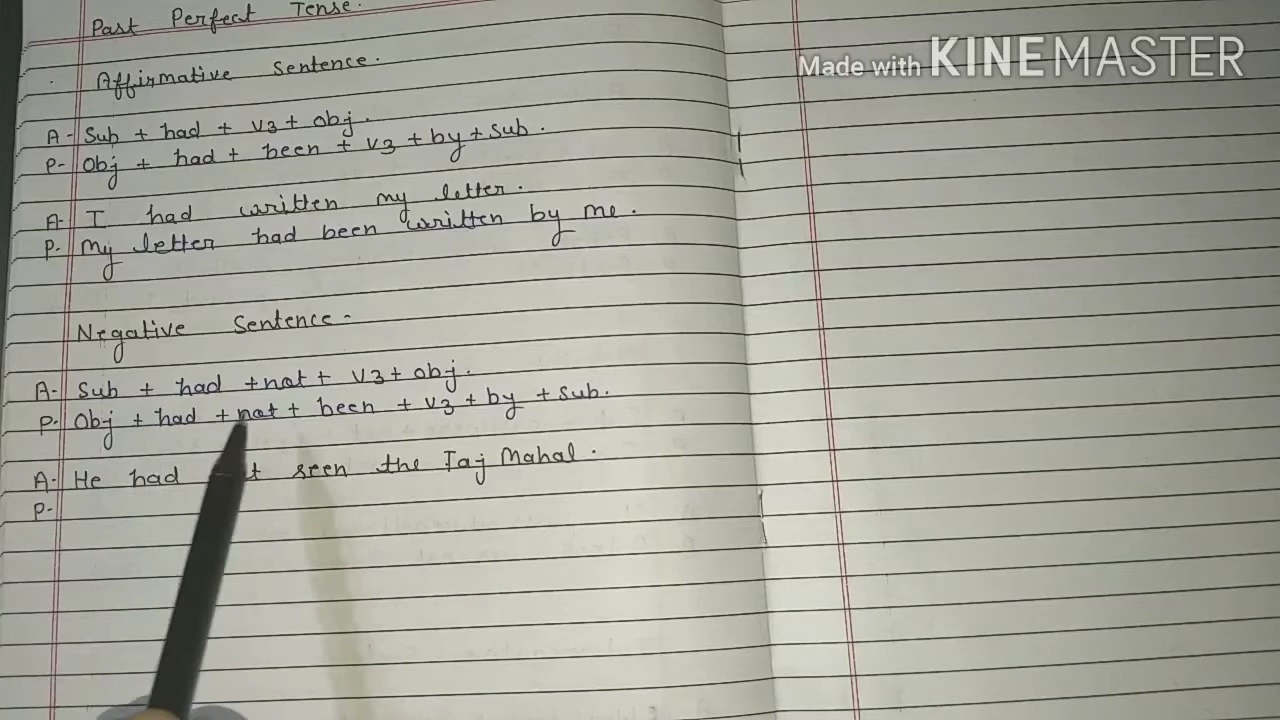 Past Perfect Tense.
Made with KINEMASTER
Affirmative Sentence.
A- Sub + had + V3 + obj.
P- Obj + had + been + V3 + by + sub.
A- I had written my letter.
P- My letter had been written by me.
Negative Sentence-
A- Sub + had + not + V3 + obj.
P- Obj + had + not + been + V3 + by + sub.
A- He had seen the Taj Mahal.
P-